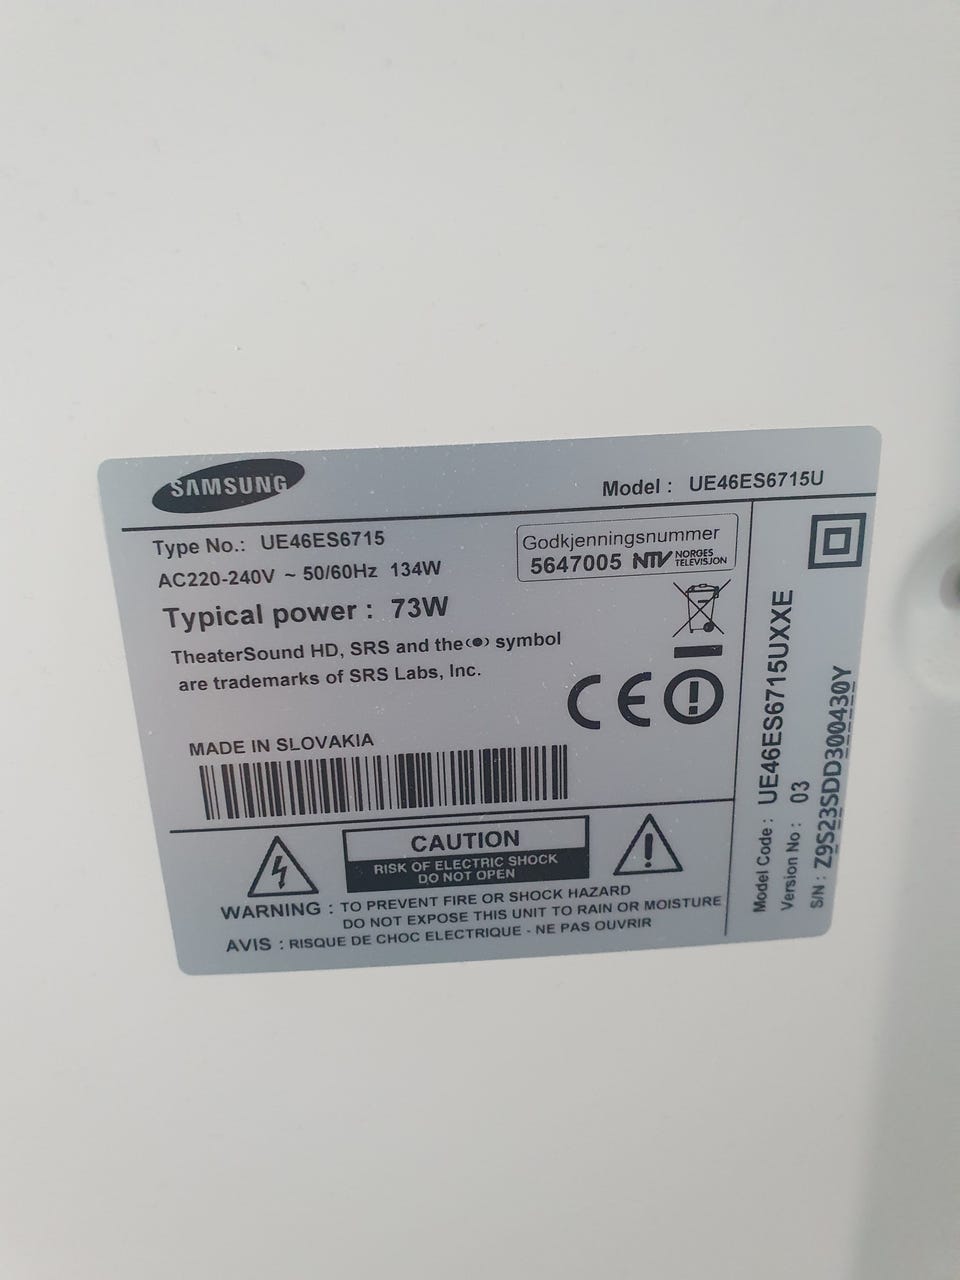 SAMSUNG
Model : UE46ES6715U
Type No.: UE46ES6715
AC220-240V ~ 50/60Hz 134W
Typical power : 73W
TheaterSound HD, SRS and the (●) symbol
are trademarks of SRS Labs, Inc.
Godkjenningsnummer
5647005 NTV NORGES
TELEVISJON
CE
MADE IN SLOVAKIA
CAUTION
RISK OF ELECTRIC SHOCK
DO NOT OPEN
WARNING : TO PREVENT FIRE OR SHOCK HAZARD
DO NOT EXPOSE THIS UNIT TO RAIN OR MOISTURE
AVIS : RISQUE DE CHOC ELECTRIQUE - NE PAS OUVRIR
Model Code : UE46ES6715UXXE
Version No : 03
S/N : Z9S23SDD300430Y